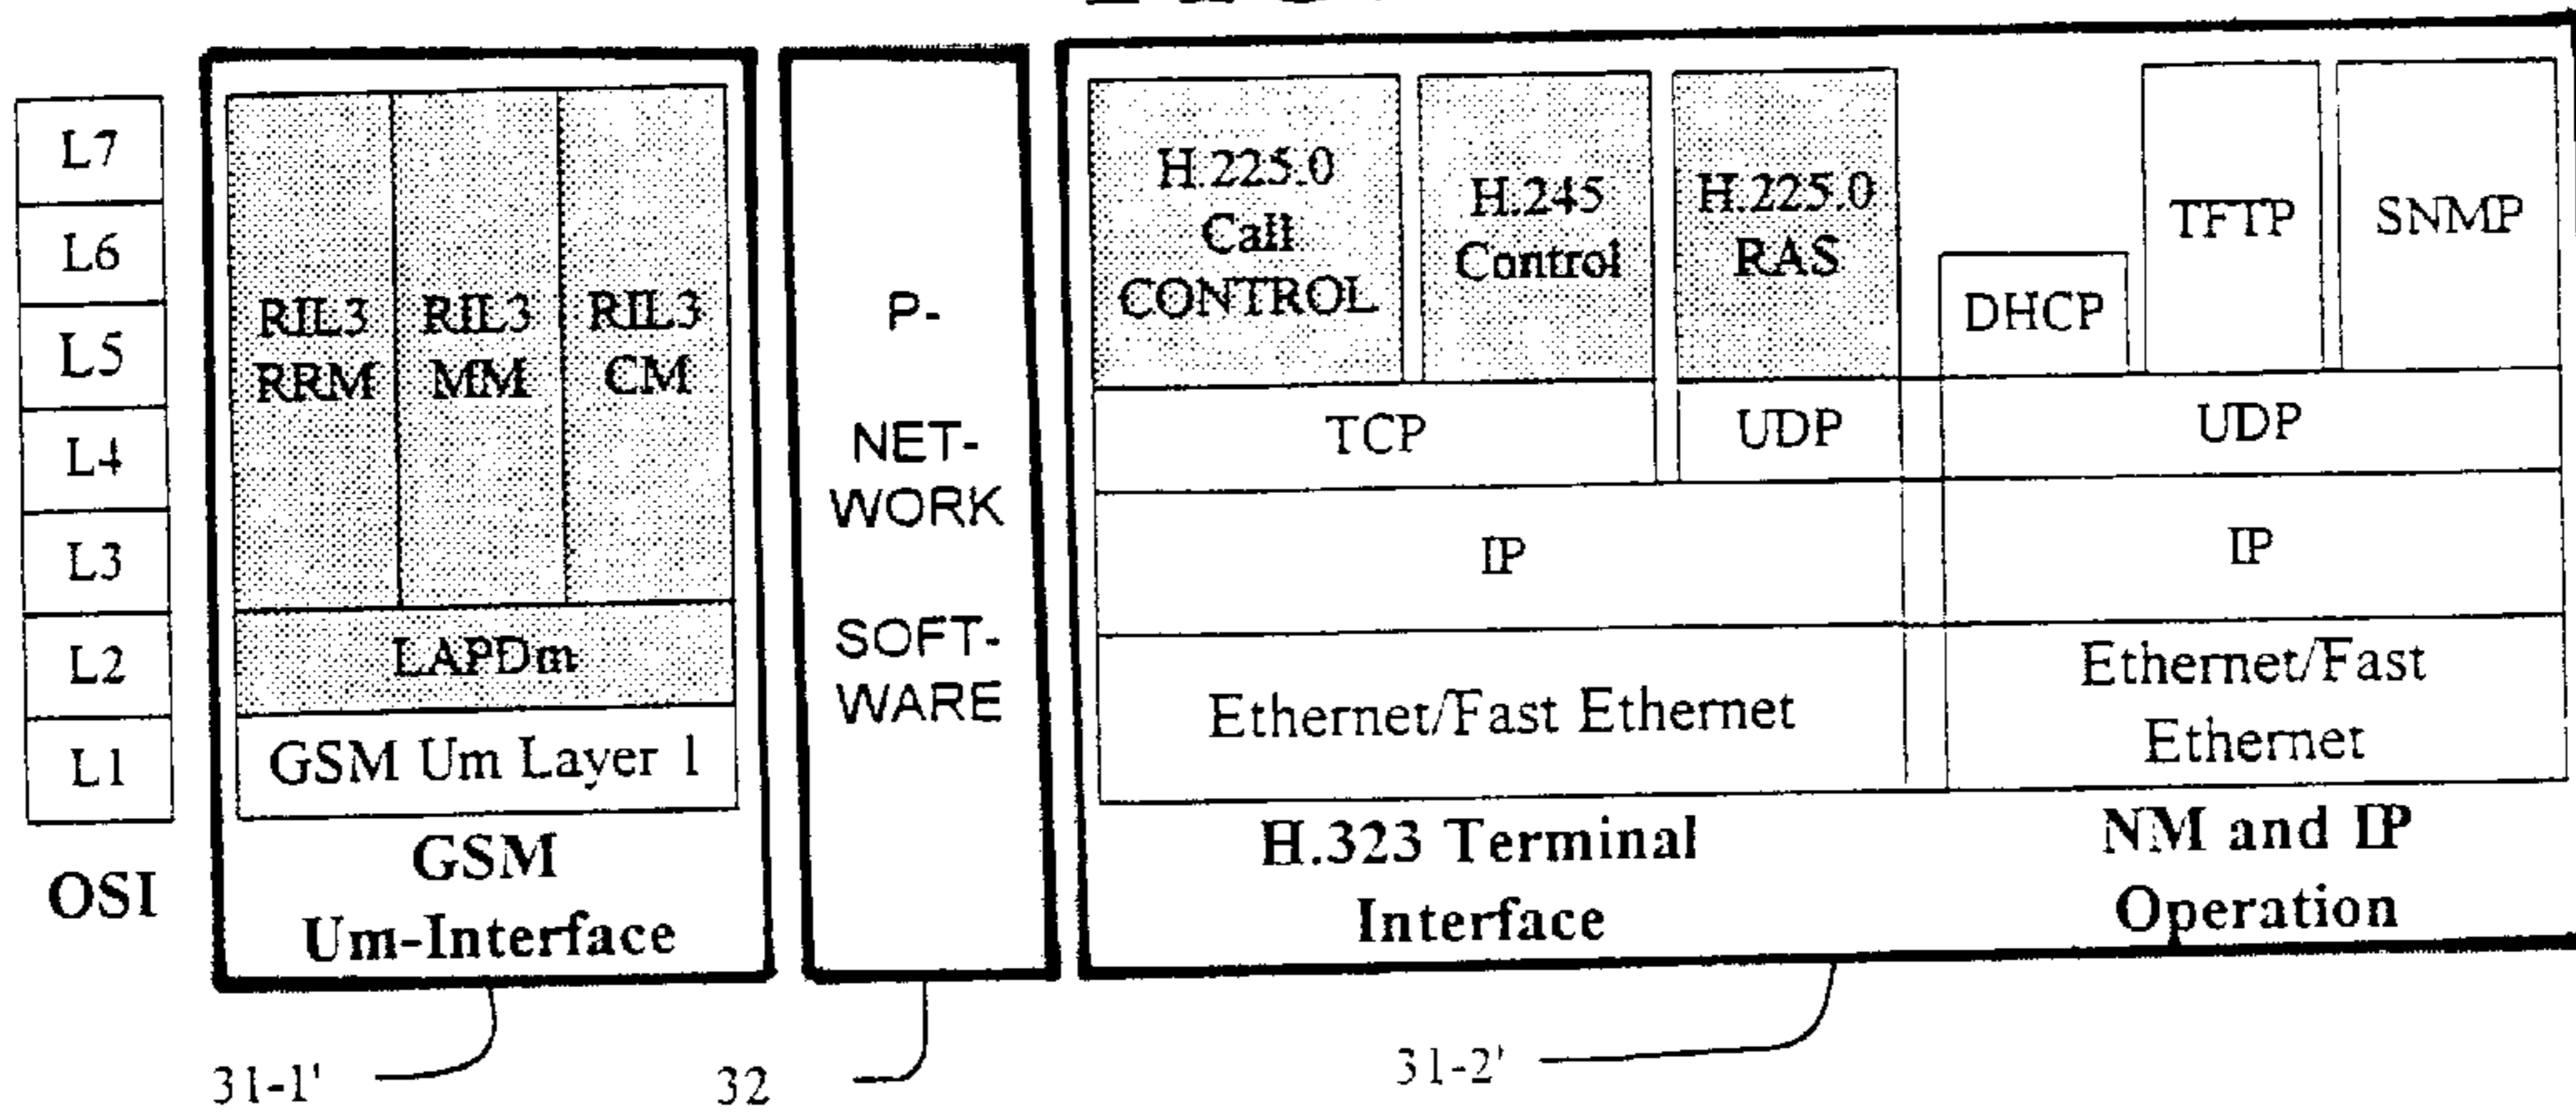 L7
L6
L5
L4
L3
L2
L1
OSI
RIL3
RRM
RIL3
MM
RIL3
CM
LAPDm
GSM Um Layer 1
GSM
Um-Interface
P-
NET-
WORK
SOFT-
WARE
H.225.0
Call
CONTROL
H.245
Control
H.225.0
RAS
TCP
UDP
IP
Ethernet/Fast Ethernet
H.323 Terminal
Interface
DHCP
TFTP
SNMP
UDP
IP
Ethernet/Fast
Ethernet
NM and IP
Operation
31-1'
32
31-2'